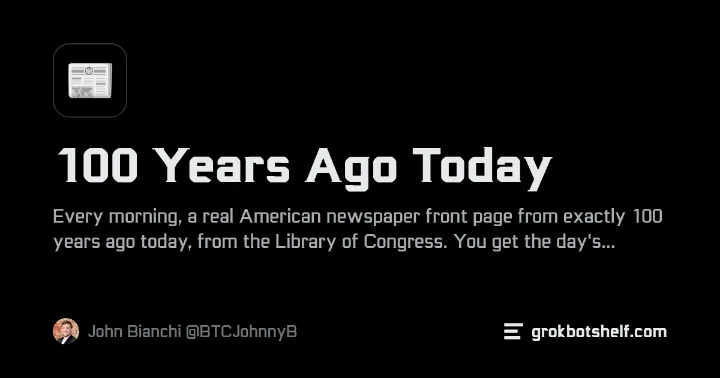 100 Years Ago Today
Every morning, a real American newspaper front page from exactly 100
years ago today, from the Library of Congress. You get the day's...
John Bianchi @BTCJohnnyB
grokbotshelf.com